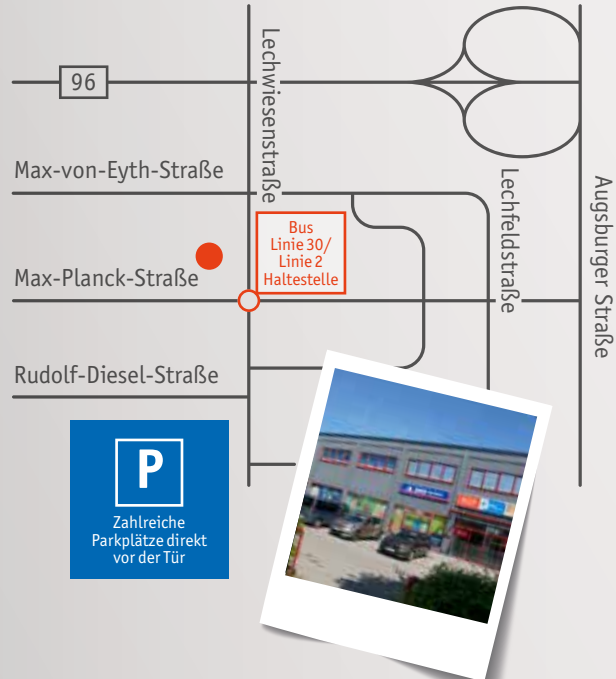 96
Lechwiesenstraße
Max-von-Eyth-Straße
Lechfeldstraße
Augsburger Straße
Bus
Linie 30/
Linie 2
Haltestelle
Max-Planck-Straße
Rudolf-Diesel-Straße
P
Zahlreiche
Parkplätze direkt
vor der Tür